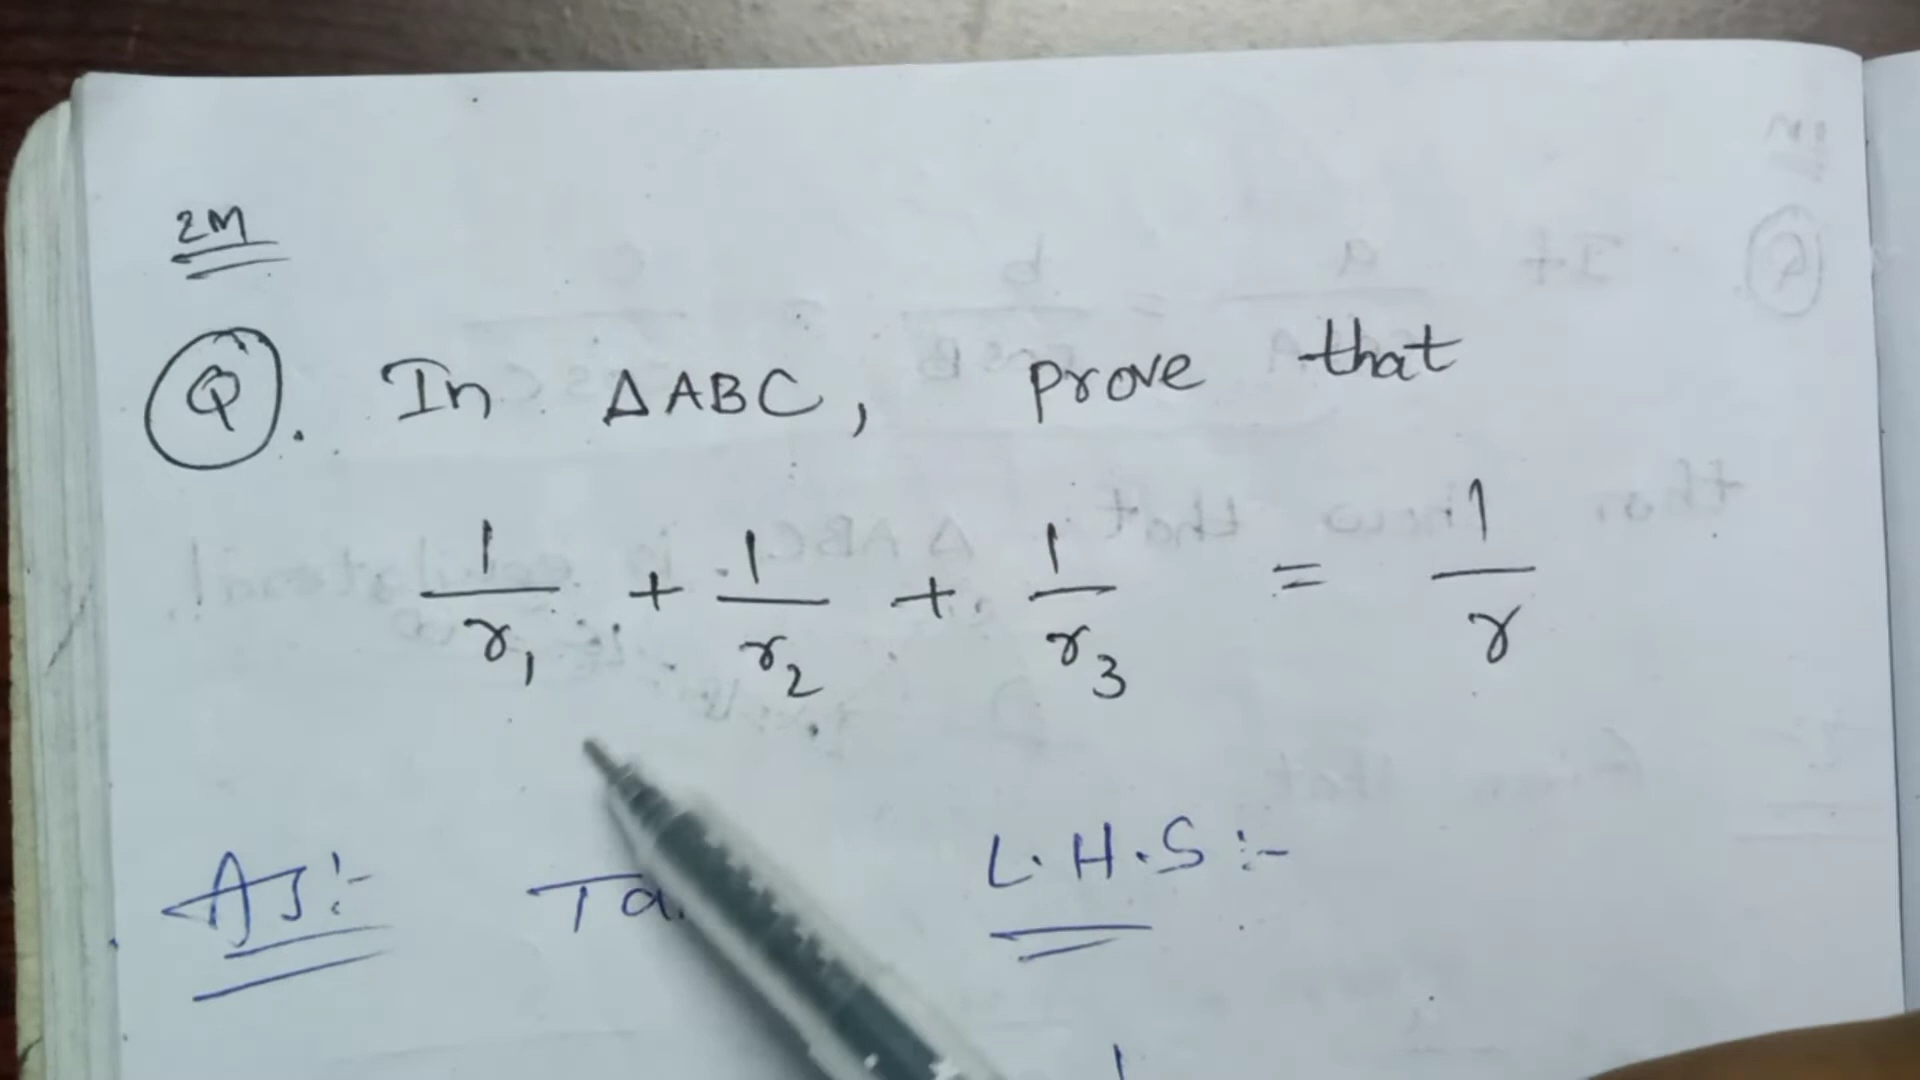 2M
Q. In ΔABC, prove that
1/r₁ + 1/r₂ + 1/r₃ = 1/r
L.H.S :-